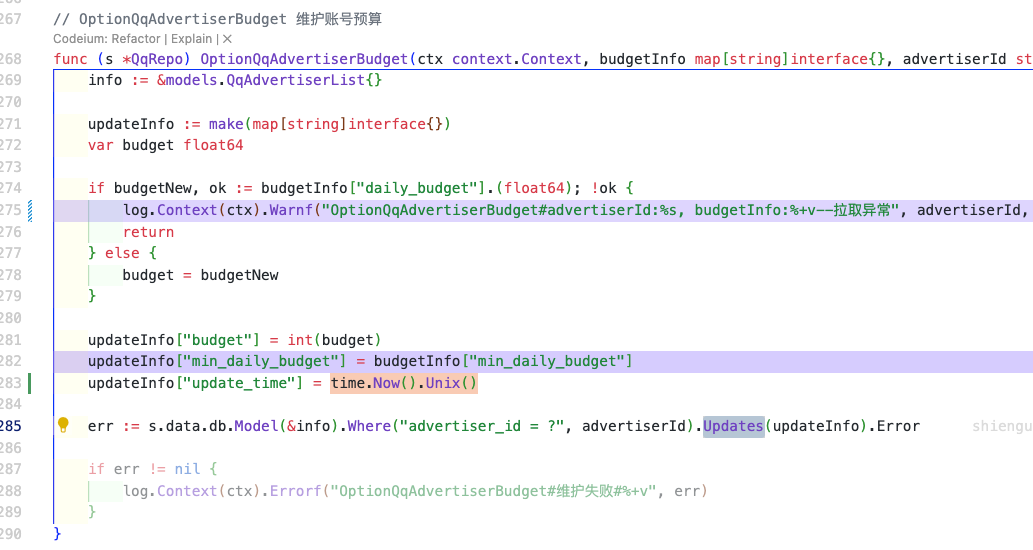 267 // OptionQqAdvertiserBudget 维护账号预算
Codeium: Refactor | Explain | ×
268 func (s *QqRepo) OptionQqAdvertiserBudget(ctx context.Context, budgetInfo map[string]interface{}, advertiserId st
269 info := &models.QqAdvertiserList{}
270
271 updateInfo := make(map[string]interface{})
272 var budget float64
273
274 if budgetNew, ok := budgetInfo["daily_budget"].(float64); !ok {
275 log.Context(ctx).Warnf("OptionQqAdvertiserBudget#advertiserId:%s, budgetInfo:%+v--拉取异常", advertiserId,
276 return
277 } else {
278 budget = budgetNew
279 }
280
281 updateInfo["budget"] = int(budget)
282 updateInfo["min_daily_budget"] = budgetInfo["min_daily_budget"]
283 updateInfo["update_time"] = time.Now().Unix()
284
285 err := s.data.db.Model(&info).Where("advertiser_id = ?", advertiserId).Updates(updateInfo).Error shiengu
286
287 if err != nil {
288 log.Context(ctx).Errorf("OptionQqAdvertiserBudget#维护失败#%+v", err)
289 }
290 }